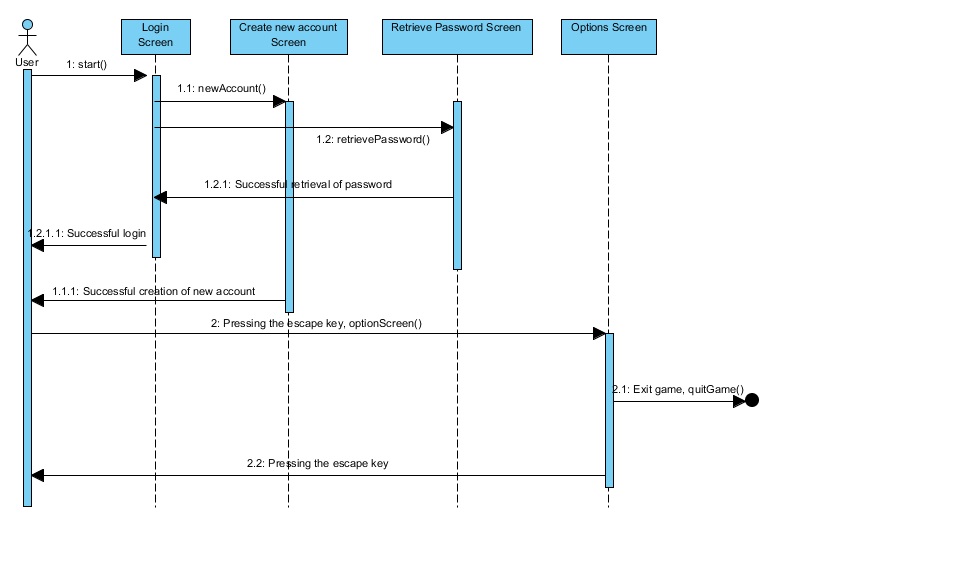 Login
Screen
Create new account
Screen
Retrieve Password Screen
Options Screen
User
1: start()
1.1: newAccount()
1.2: retrievePassword()
1.2.1: Successful retrieval of password
1.2.1.1: Successful login
1.1.1: Successful creation of new account
2: Pressing the escape key, optionScreen()
2.1: Exit game, quitGame()
2.2: Pressing the escape key